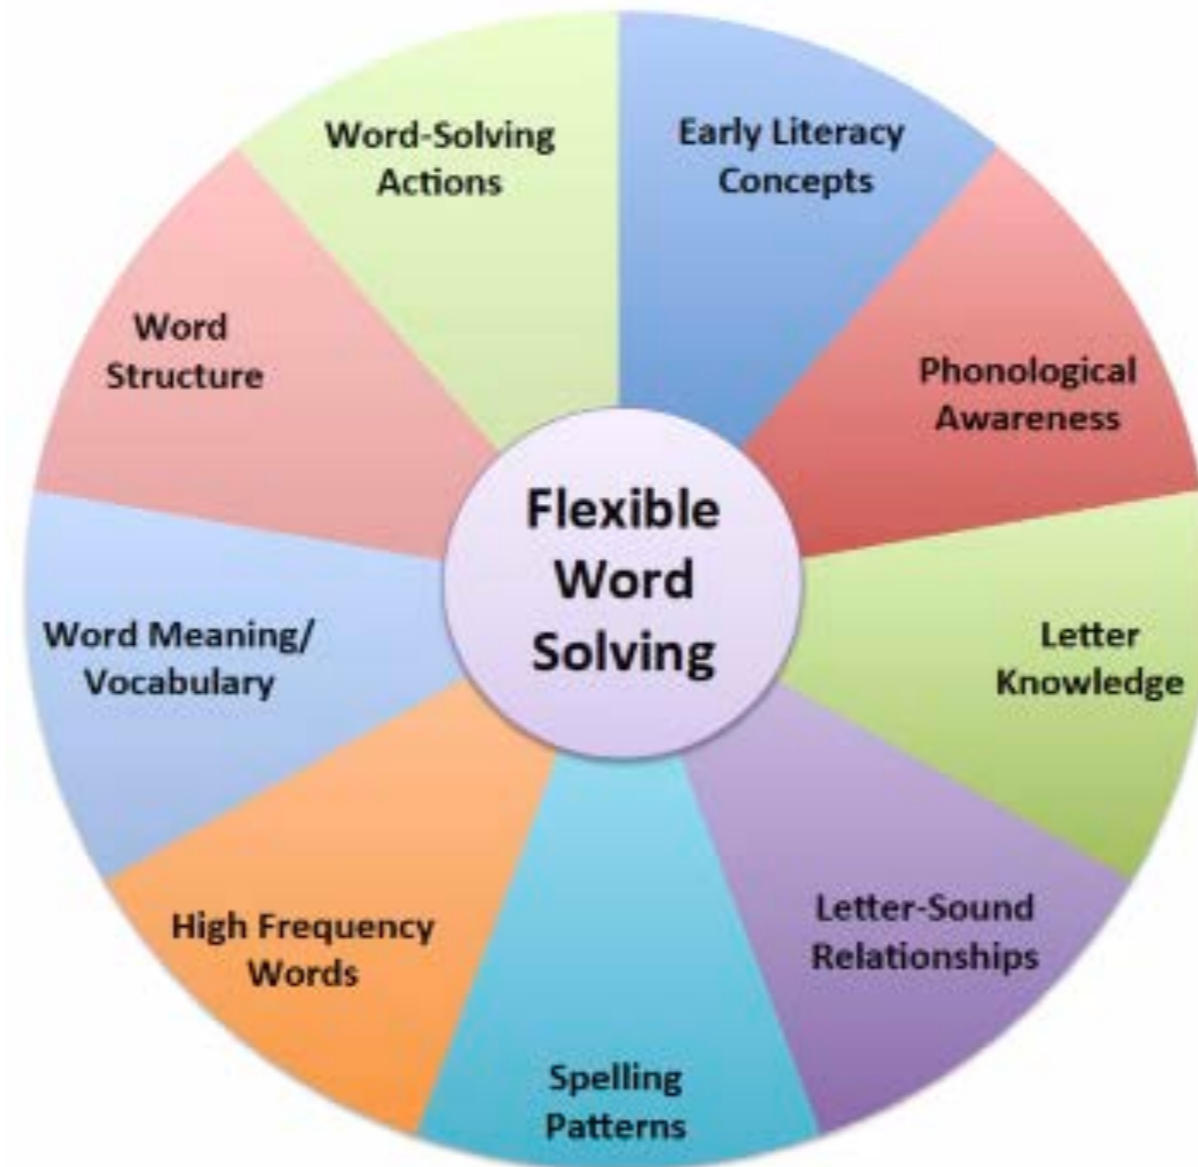 Word-Solving
Actions
Early Literacy
Concepts
Phonological
Awareness
Letter
Knowledge
Letter-Sound
Relationships
Spelling
Patterns
High Frequency
Words
Word Meaning/
Vocabulary
Word
Structure
Flexible
Word
Solving